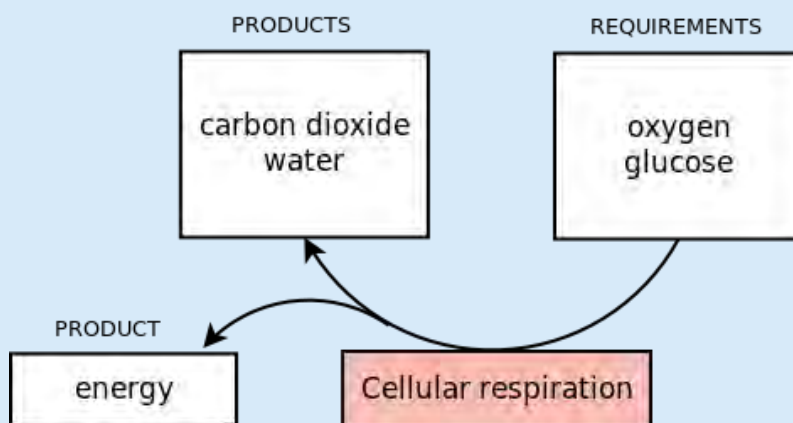 PRODUCTS
REQUIREMENTS
carbon dioxide
water
oxygen
glucose
PRODUCT
energy
Cellular respiration